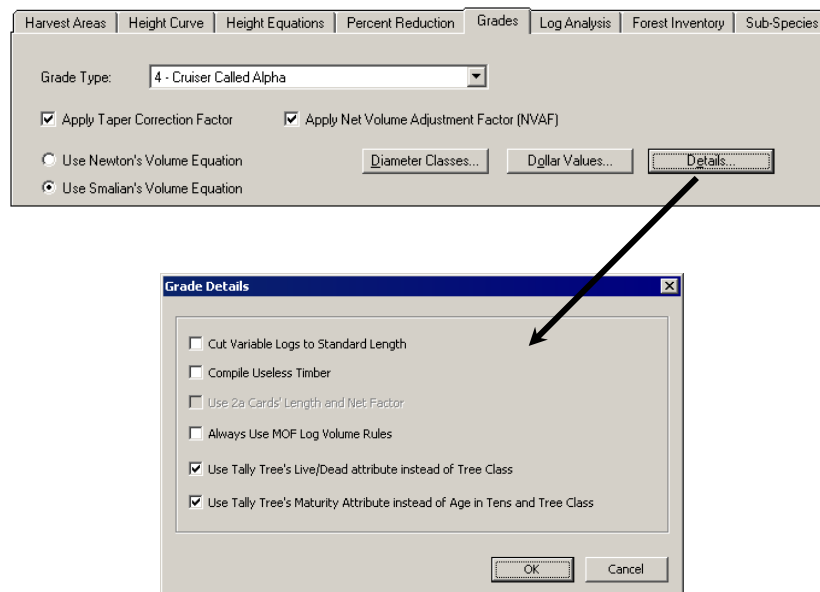 Harvest Areas Height Curve Height Equations Percent Reduction Grades Log Analysis Forest Inventory Sub-Species
Grade Type: 4 - Cruiser Called Alpha
Apply Taper Correction Factor Apply Net Volume Adjustment Factor (NVAF)
Use Newton's Volume Equation Diameter Classes... Dollar Values... Details...
Use Smalian's Volume Equation
Grade Details
Cut Variable Logs to Standard Length
Compile Useless Timber
Use 2a Cards' Length and Net Factor
Always Use MOF Log Volume Rules
Use Tally Tree's Live/Dead attribute instead of Tree Class
Use Tally Tree's Maturity Attribute instead of Age in Tens and Tree Class
OK Cancel